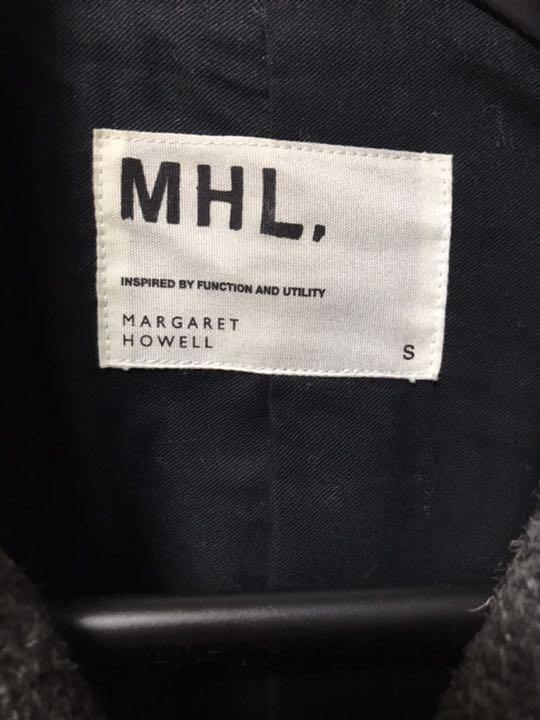 MHL.
INSPIRED BY FUNCTION AND UTILITY
MARGARET
HOWELL
S